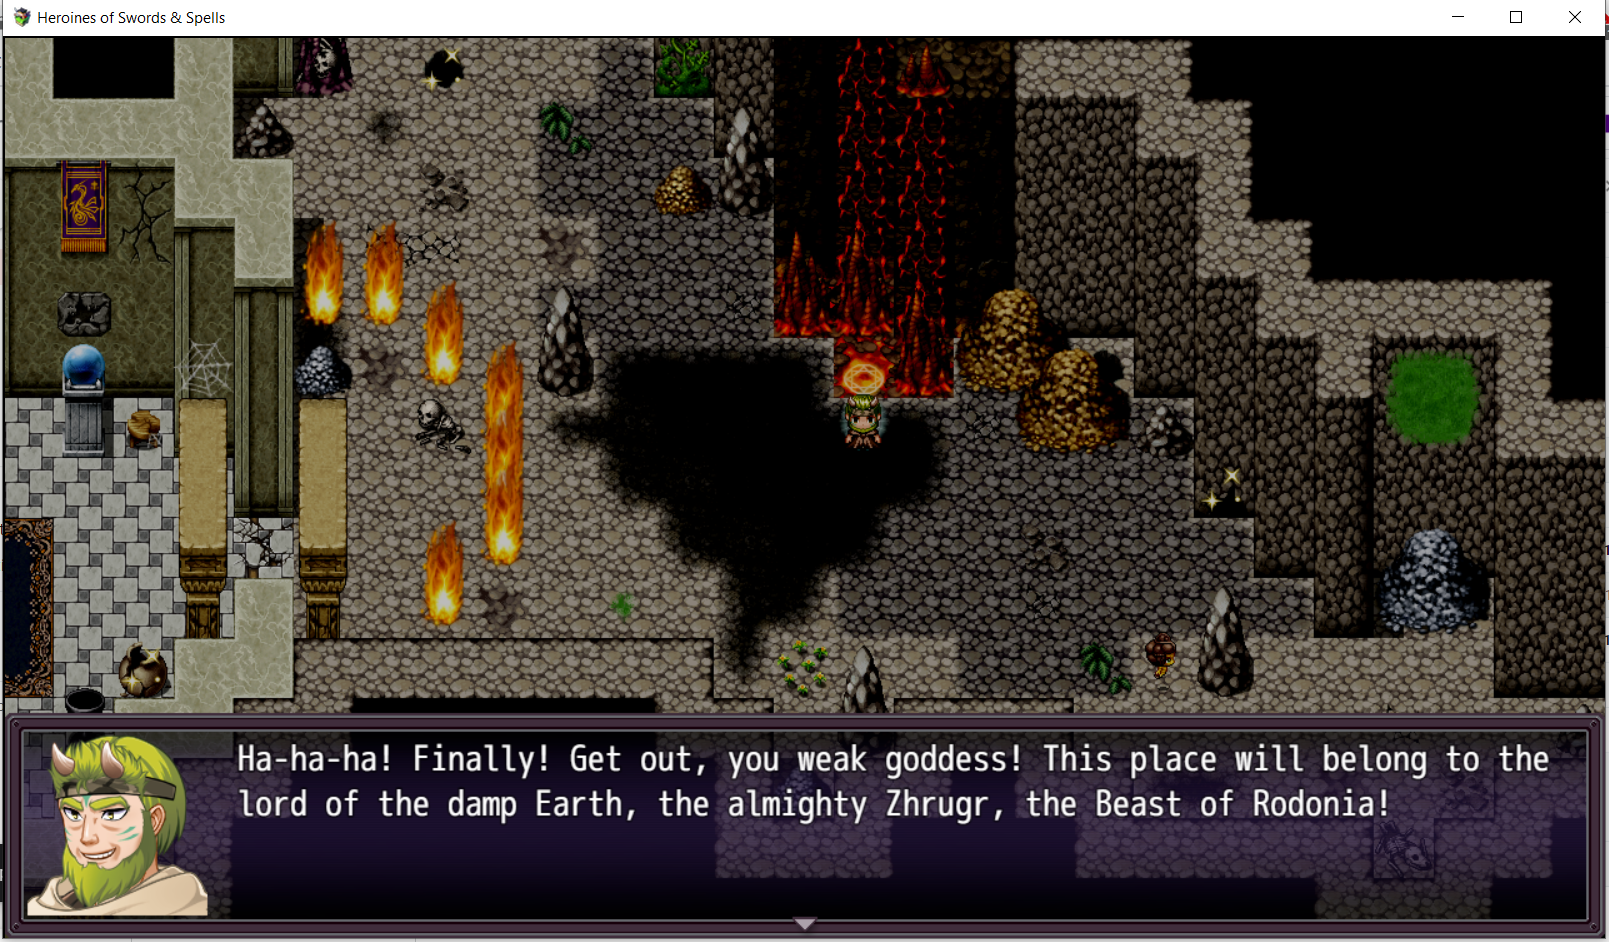 Heroines of Swords & Spells
Ha-ha-ha! Finally! Get out, you weak goddess! This place will belong to the
lord of the damp Earth, the almighty Zhrugr, the Beast of Rodonia!